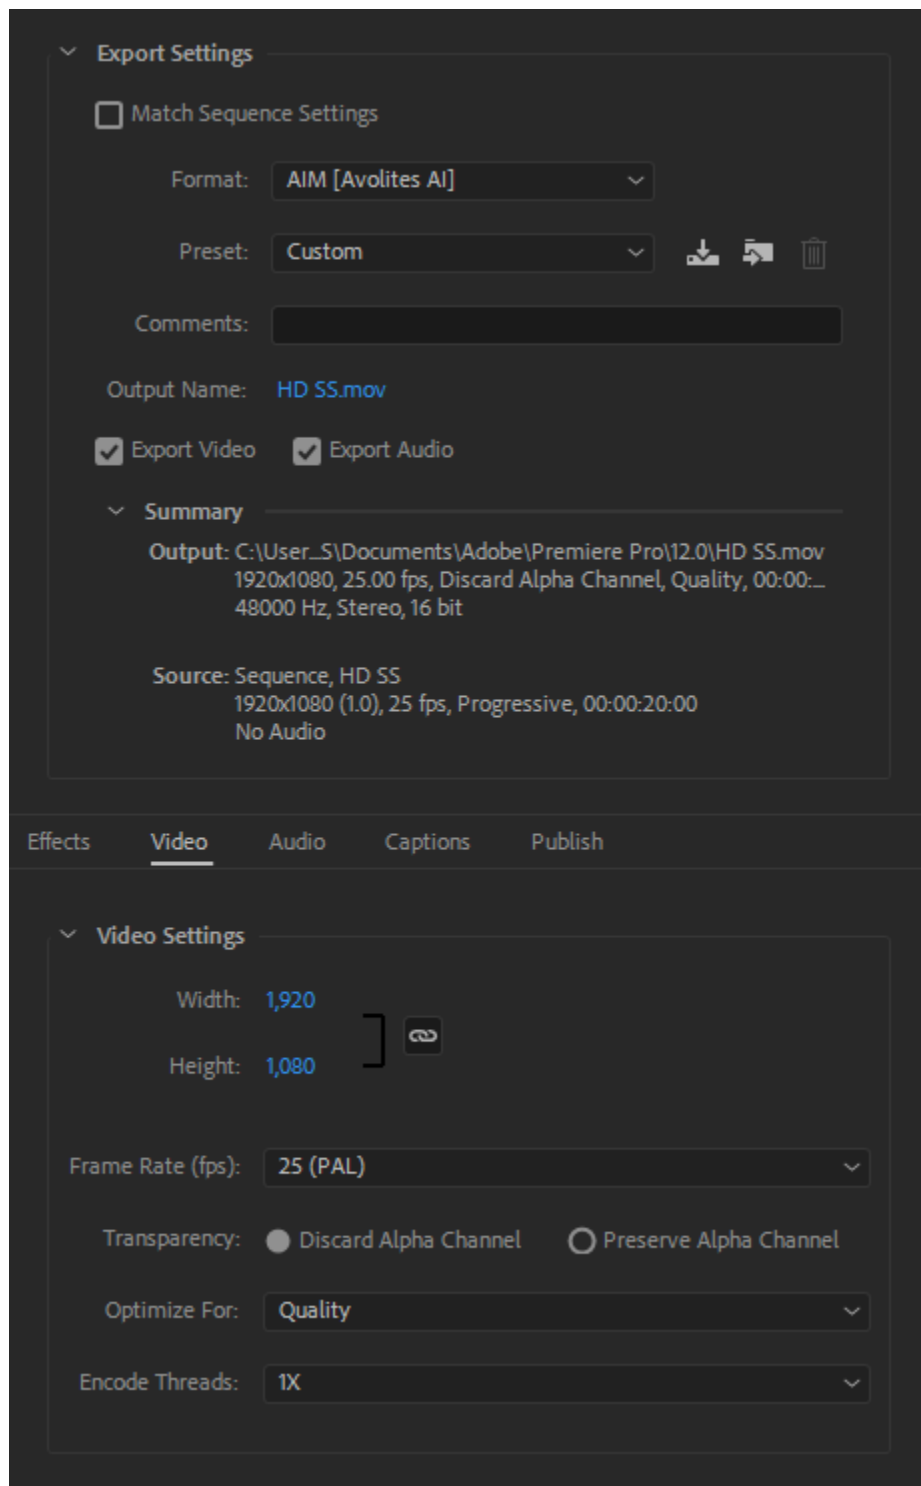 Export Settings
Match Sequence Settings
Format: AIM [Avolites AI]
Preset: Custom
Comments:
Output Name: HD SS.mov
Export Video Export Audio
Summary
Output: C:\User_S\Documents\Adobe\Premiere Pro\12.0\HD SS.mov
1920x1080, 25.00 fps, Discard Alpha Channel, Quality, 00:00:...
48000 Hz, Stereo, 16 bit
Source: Sequence, HD SS
1920x1080 (1.0), 25 fps, Progressive, 00:00:20:00
No Audio
Effects Video Audio Captions Publish
Video Settings
Width: 1,920
Height: 1,080
Frame Rate (fps): 25 (PAL)
Transparency: Discard Alpha Channel Preserve Alpha Channel
Optimize For: Quality
Encode Threads: 1X